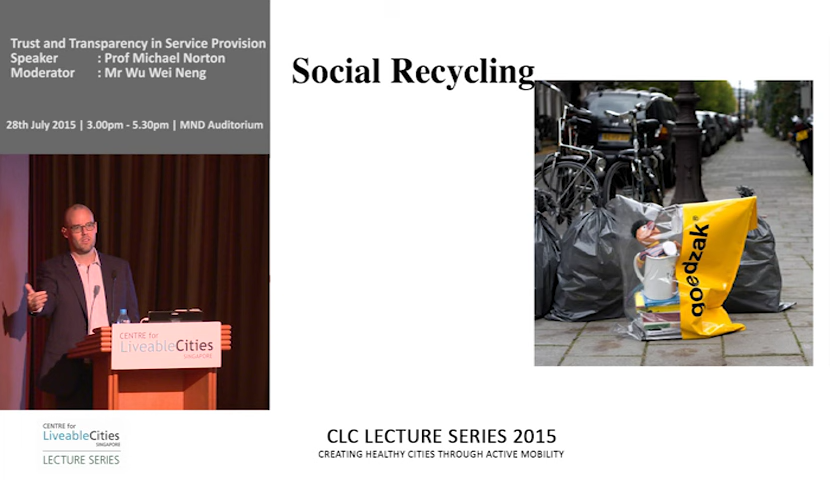 Trust and Transparency in Service Provision
Speaker : Prof Michael Norton
Moderator : Mr Wu Wei Neng
28th July 2015 | 3.00pm - 5.30pm | MND Auditorium
Social Recycling
goedzak®
CENTRE for
LiveableCities
SINGAPORE
CENTRE for
LiveableCities
SINGAPORE
LECTURE SERIES
CLC LECTURE SERIES 2015
CREATING HEALTHY CITIES THROUGH ACTIVE MOBILITY